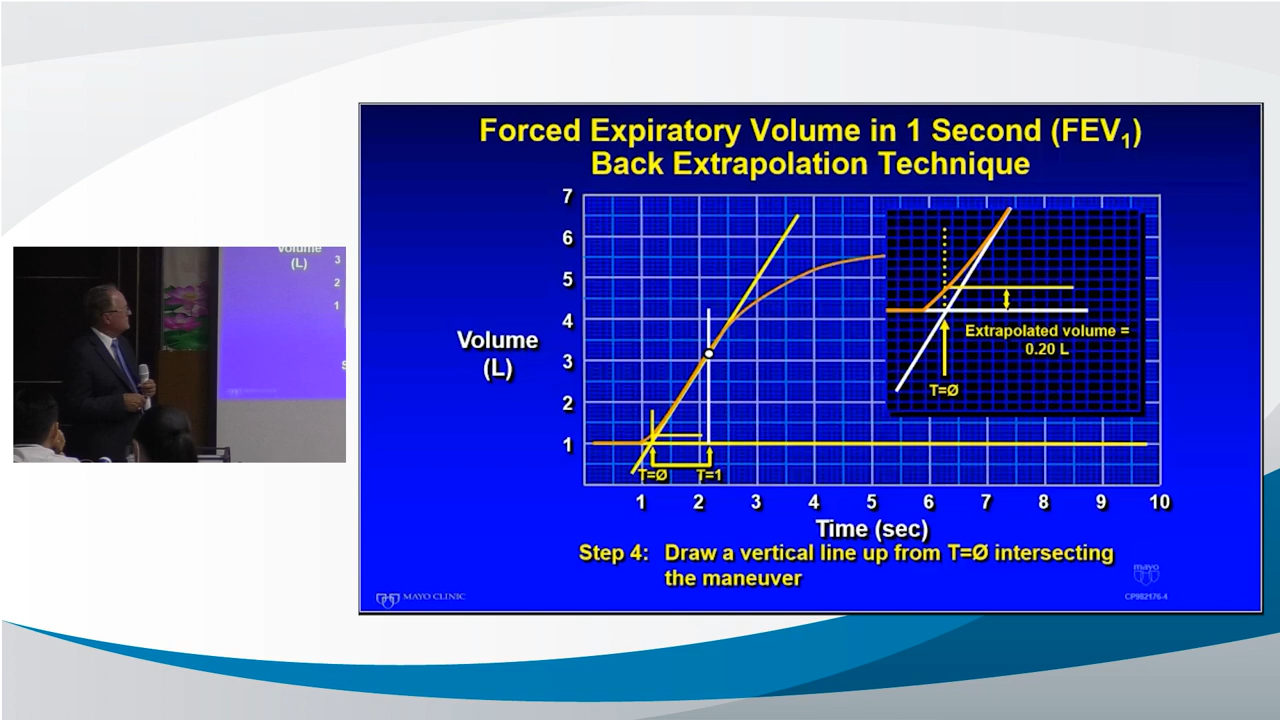 Forced Expiratory Volume in 1 Second (FEV1)
Back Extrapolation Technique
7
6
5
4
3
2
1
Volume
(L)
Extrapolated volume =
0.20 L
T=Ø
T=Ø
T=1
1 2 3 4 5 6 7 8 9 10
Time (sec)
Step 4: Draw a vertical line up from T=Ø intersecting
the maneuver
mayo
CP982176-4
MAYO CLINIC
Volume
(L)
3
2
1